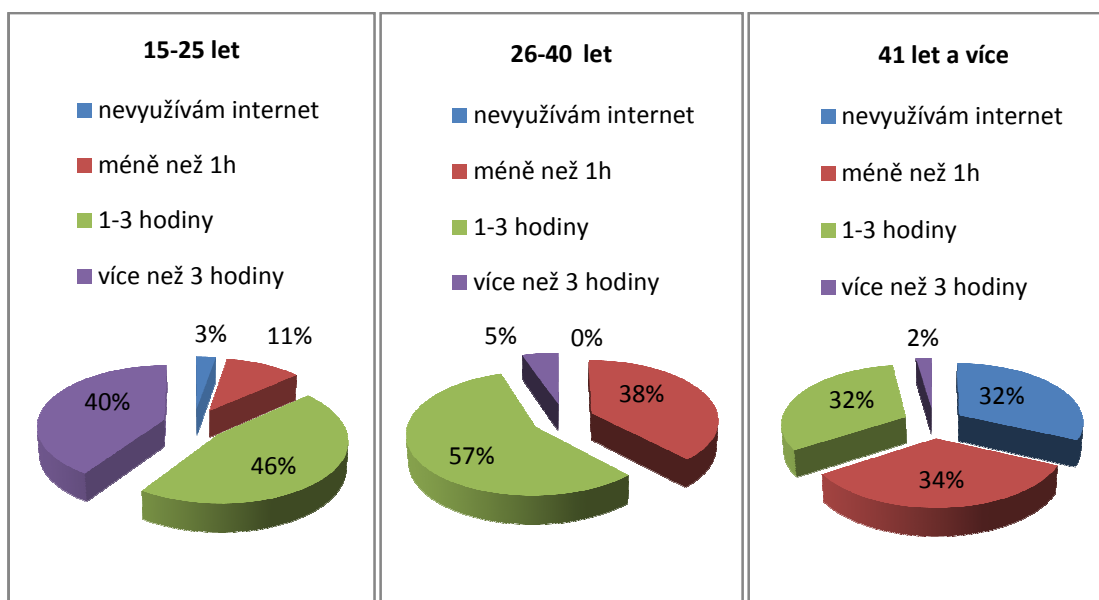 15-25 let
nevyužívám internet
méně než 1h
1-3 hodiny
více než 3 hodiny
3%
11%
40%
46%
26-40 let
nevyužívám internet
méně než 1h
1-3 hodiny
více než 3 hodiny
5%
0%
38%
57%
41 let a více
nevyužívám internet
méně než 1h
1-3 hodiny
více než 3 hodiny
2%
32%
32%
34%